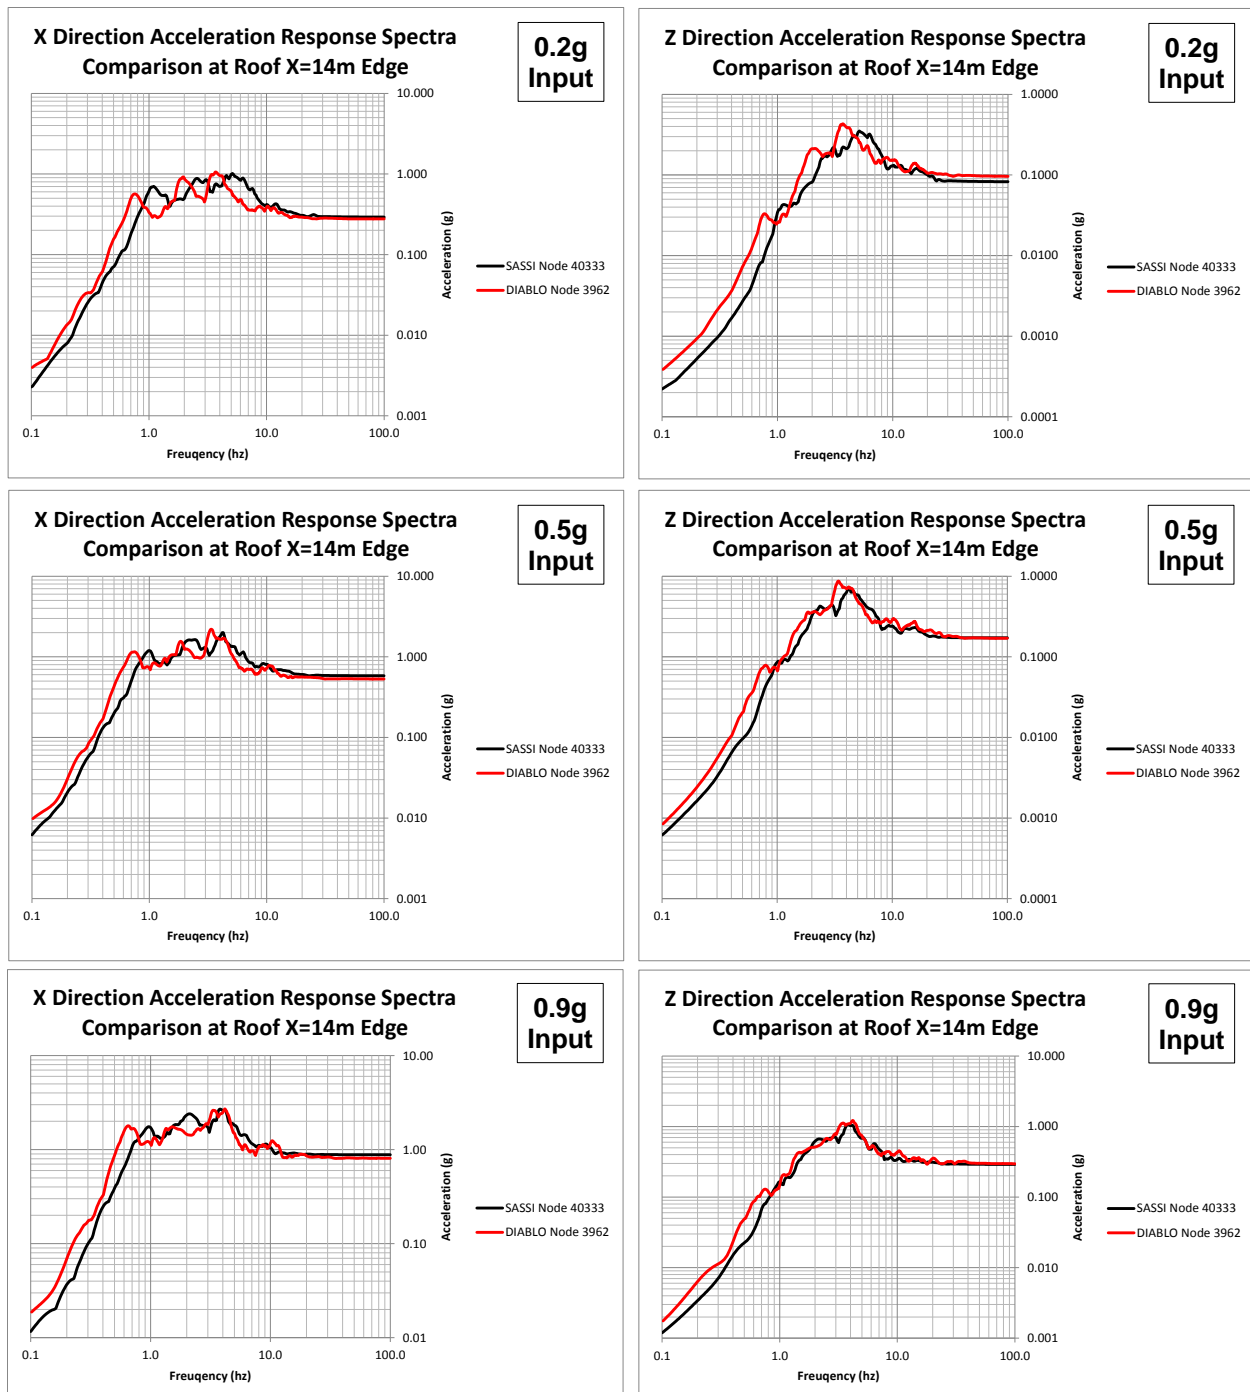 X Direction Acceleration Response Spectra
Comparison at Roof X=14m Edge
0.2g
Input
10.000
1.000
0.100
0.010
0.001
0.1
1.0
10.0
100.0
Freuqency (hz)
Acceleration (g)
SASSI Node 40333
DIABLO Node 3962
Z Direction Acceleration Response Spectra
Comparison at Roof X=14m Edge
0.2g
Input
1.0000
0.1000
0.0100
0.0010
0.0001
0.1
1.0
10.0
100.0
Freuqency (hz)
Acceleration (g)
SASSI Node 40333
DIABLO Node 3962
X Direction Acceleration Response Spectra
Comparison at Roof X=14m Edge
0.5g
Input
10.000
1.000
0.100
0.010
0.001
0.1
1.0
10.0
100.0
Freuqency (hz)
Acceleration (g)
SASSI Node 40333
DIABLO Node 3962
Z Direction Acceleration Response Spectra
Comparison at Roof X=14m Edge
0.5g
Input
1.0000
0.1000
0.0100
0.0010
0.0001
0.1
1.0
10.0
100.0
Freuqency (hz)
Acceleration (g)
SASSI Node 40333
DIABLO Node 3962
X Direction Acceleration Response Spectra
Comparison at Roof X=14m Edge
0.9g
Input
10.00
1.00
0.10
0.01
0.1
1.0
10.0
100.0
Freuqency (hz)
Acceleration (g)
SASSI Node 40333
DIABLO Node 3962
Z Direction Acceleration Response Spectra
Comparison at Roof X=14m Edge
0.9g
Input
10.000
1.000
0.100
0.010
0.001
0.1
1.0
10.0
100.0
Freuqency (hz)
Acceleration (g)
SASSI Node 40333
DIABLO Node 3962